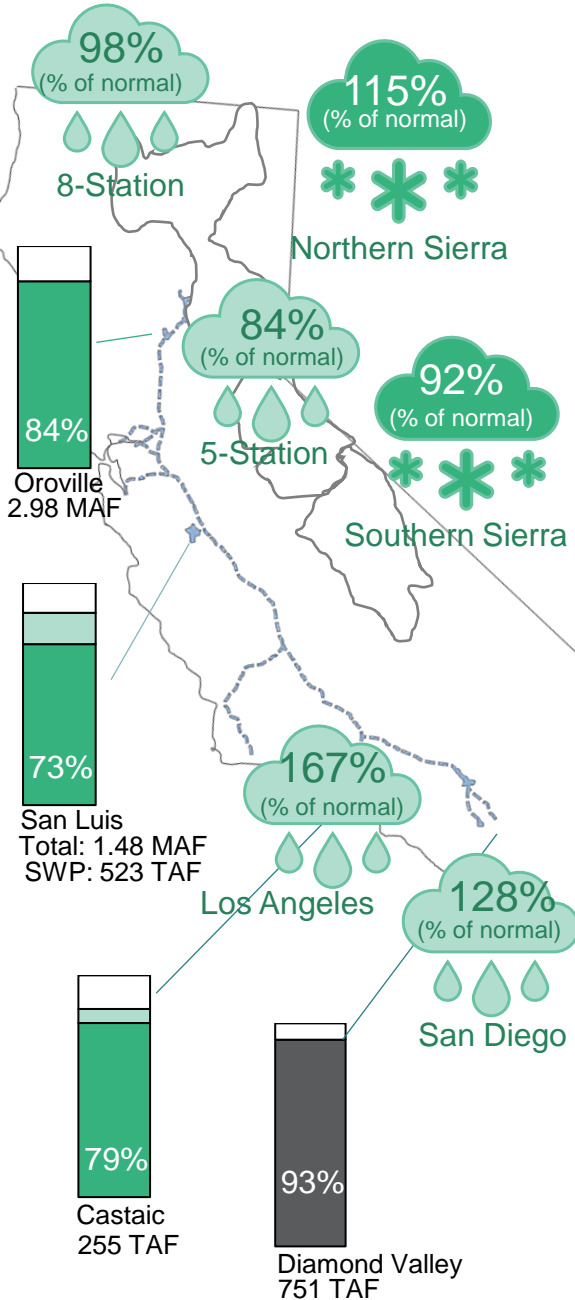 98%
(% of normal)
8-Station
115%
(% of normal)
Northern Sierra
84%
(% of normal)
5-Station
92%
(% of normal)
Southern Sierra
84%
Oroville
2.98 MAF
73%
San Luis
Total: 1.48 MAF
SWP: 523 TAF
167%
(% of normal)
Los Angeles
128%
(% of normal)
San Diego
79%
Castaic
255 TAF
93%
Diamond Valley
751 TAF